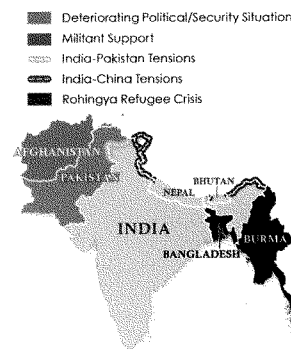 Deteriorating Political/Security Situation
Militant Support
India-Pakistan Tensions
India-China Tensions
Rohingya Refugee Crisis
AFGHANISTAN
PAKISTAN
BHUTAN
NEPAL
INDIA
BURMA
BANGLADESH